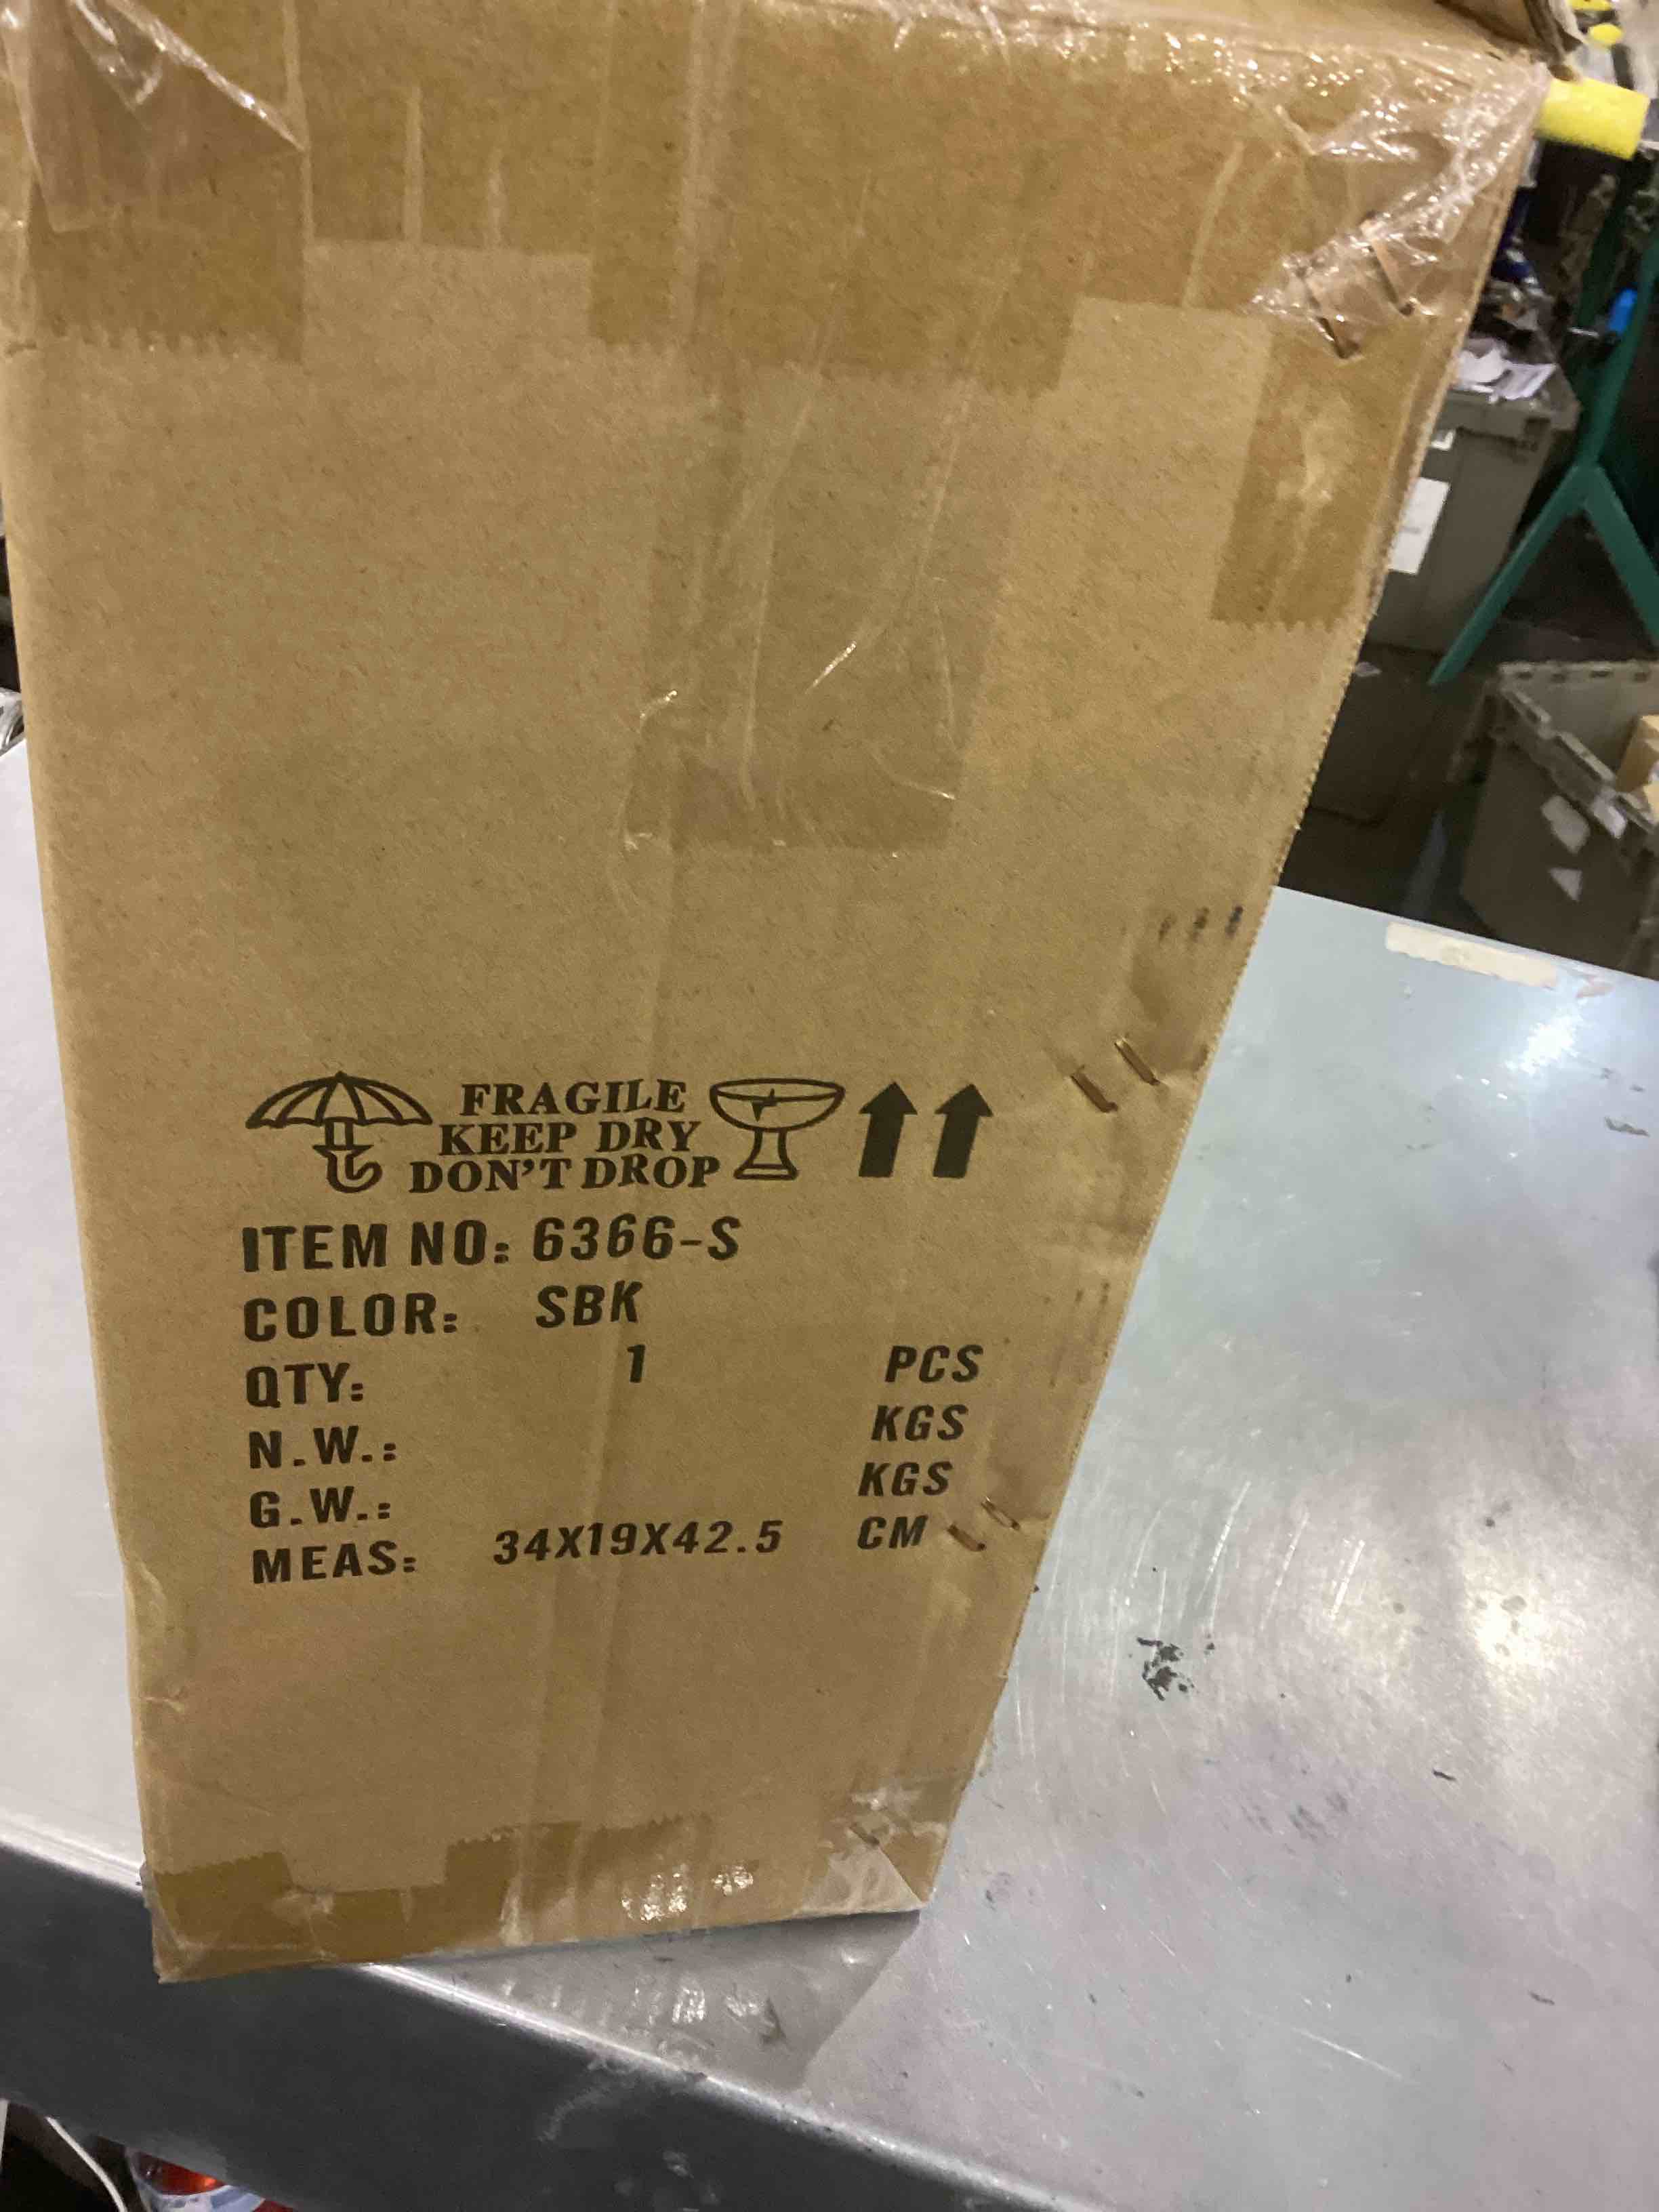 FRAGILE
KEEP DRY
DON'T DROP
ITEM NO: 6366-S
COLOR: SBK
QTY: 1 PCS
N.W.: KGS
G.W.: KGS
MEAS: 34X19X42.5 CM